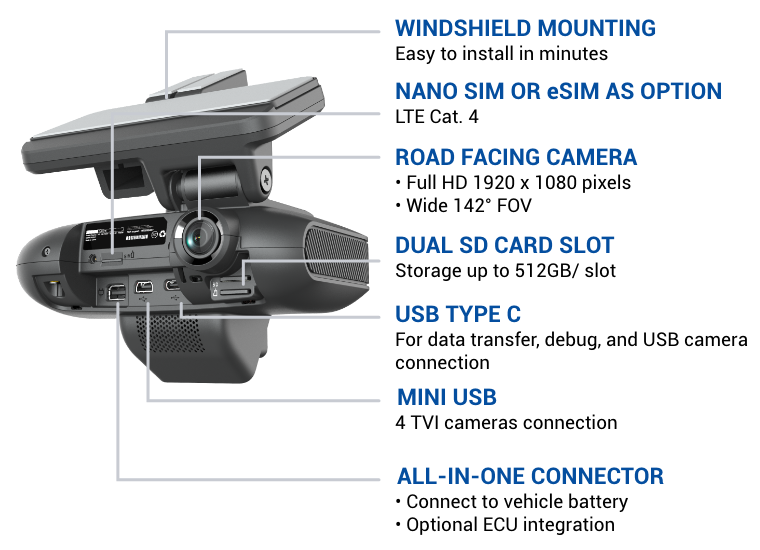 WINDSHIELD MOUNTING
Easy to install in minutes
NANO SIM OR eSIM AS OPTION
LTE Cat. 4
ROAD FACING CAMERA
• Full HD 1920 x 1080 pixels
• Wide 142° FOV
DUAL SD CARD SLOT
Storage up to 512GB/ slot
USB TYPE C
For data transfer, debug, and USB camera
connection
MINI USB
4 TVI cameras connection
ALL-IN-ONE CONNECTOR
• Connect to vehicle battery
• Optional ECU integration